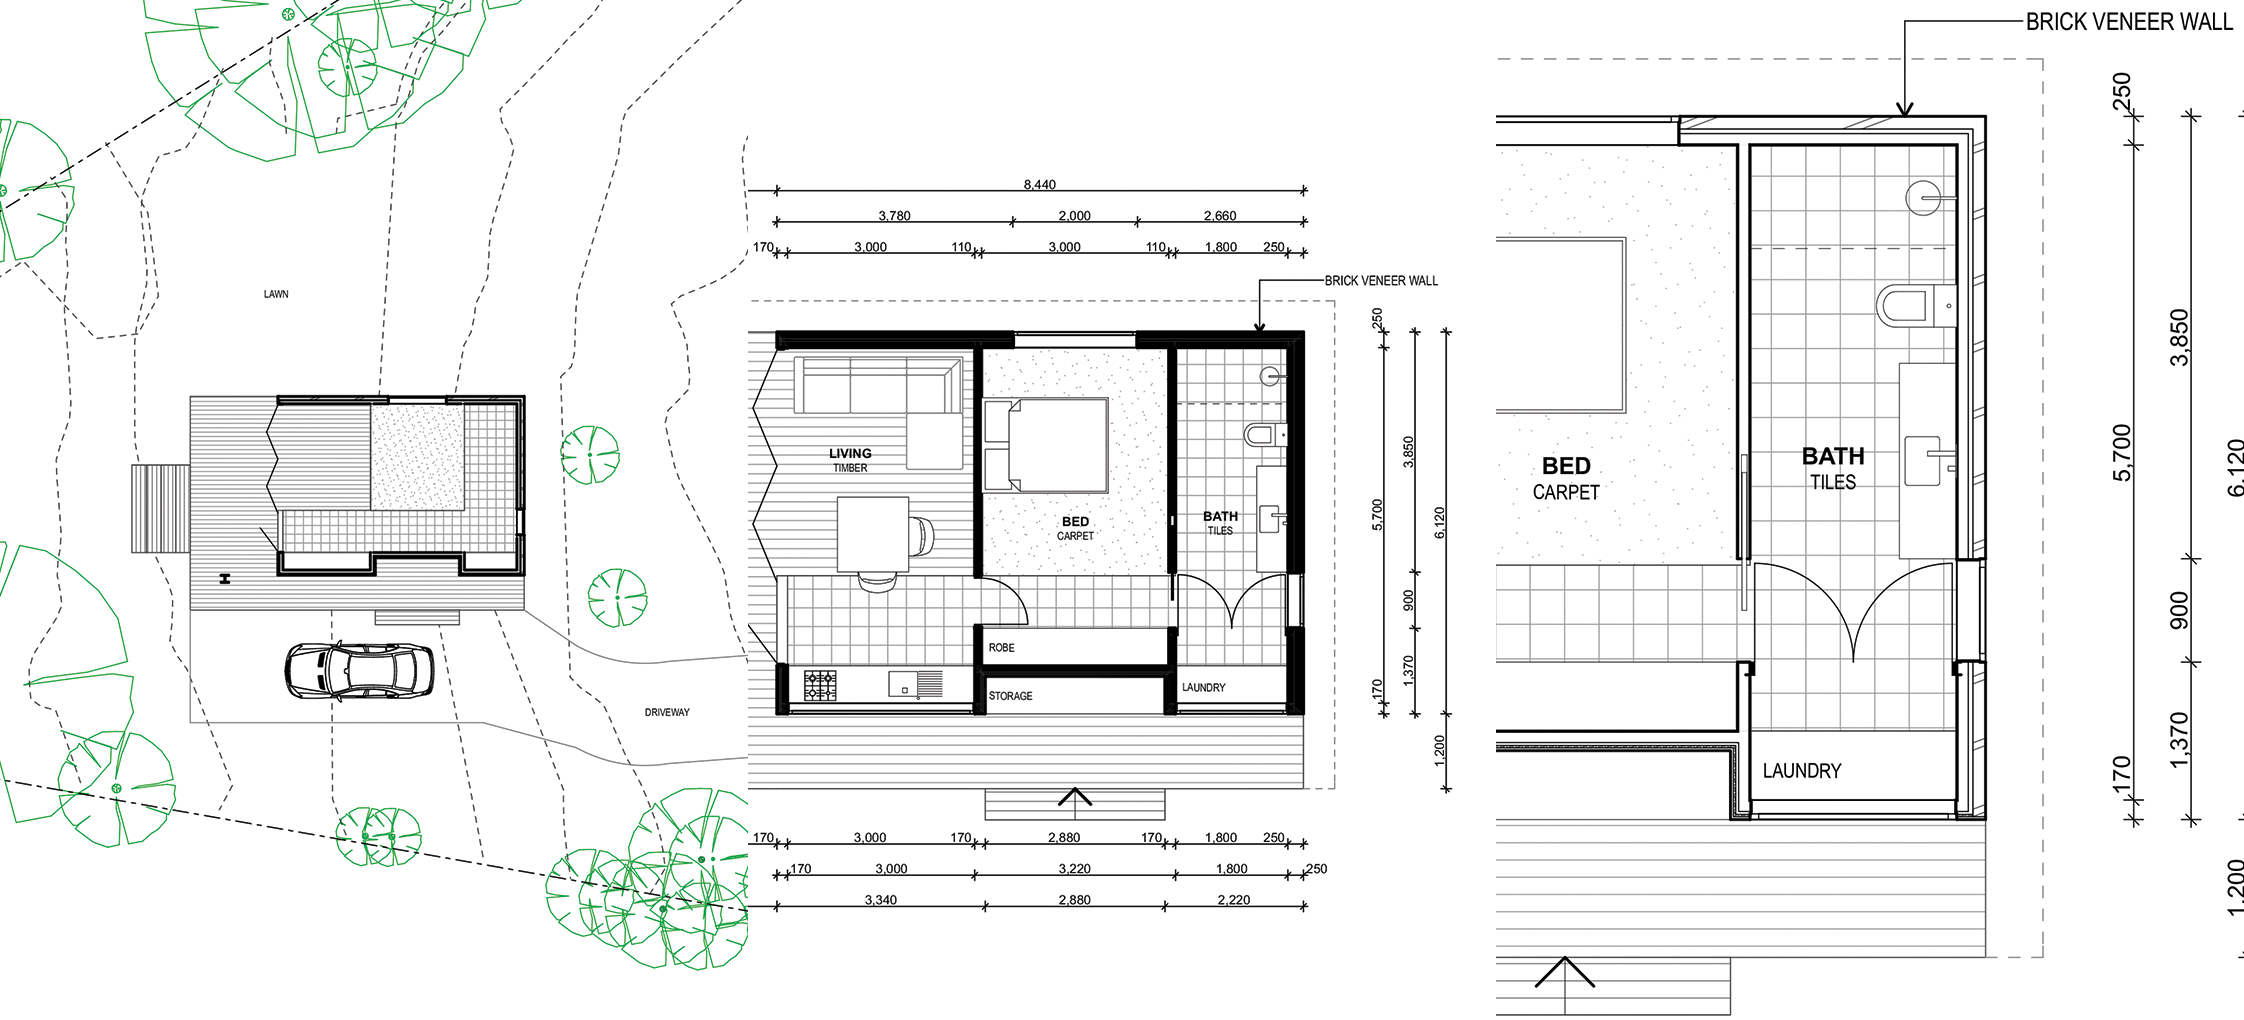 LAWN
DRIVEWAY
8,440
3,780
2,000
2,660
170
3,000
110
3,000
110
1,800
250
BRICK VENEER WALL
LIVING
TIMBER
BED
CARPET
BATH
TILES
ROBE
STORAGE
LAUNDRY
250
5,700
170
3,850
900
1,370
6,120
1,200
170
3,000
170
2,880
170
1,800
250
170
3,000
3,220
1,800
250
3,340
2,880
2,220
BRICK VENEER WALL
BED
CARPET
BATH
TILES
LAUNDRY
250
5,700
170
3,850
900
1,370
6,120
1,200